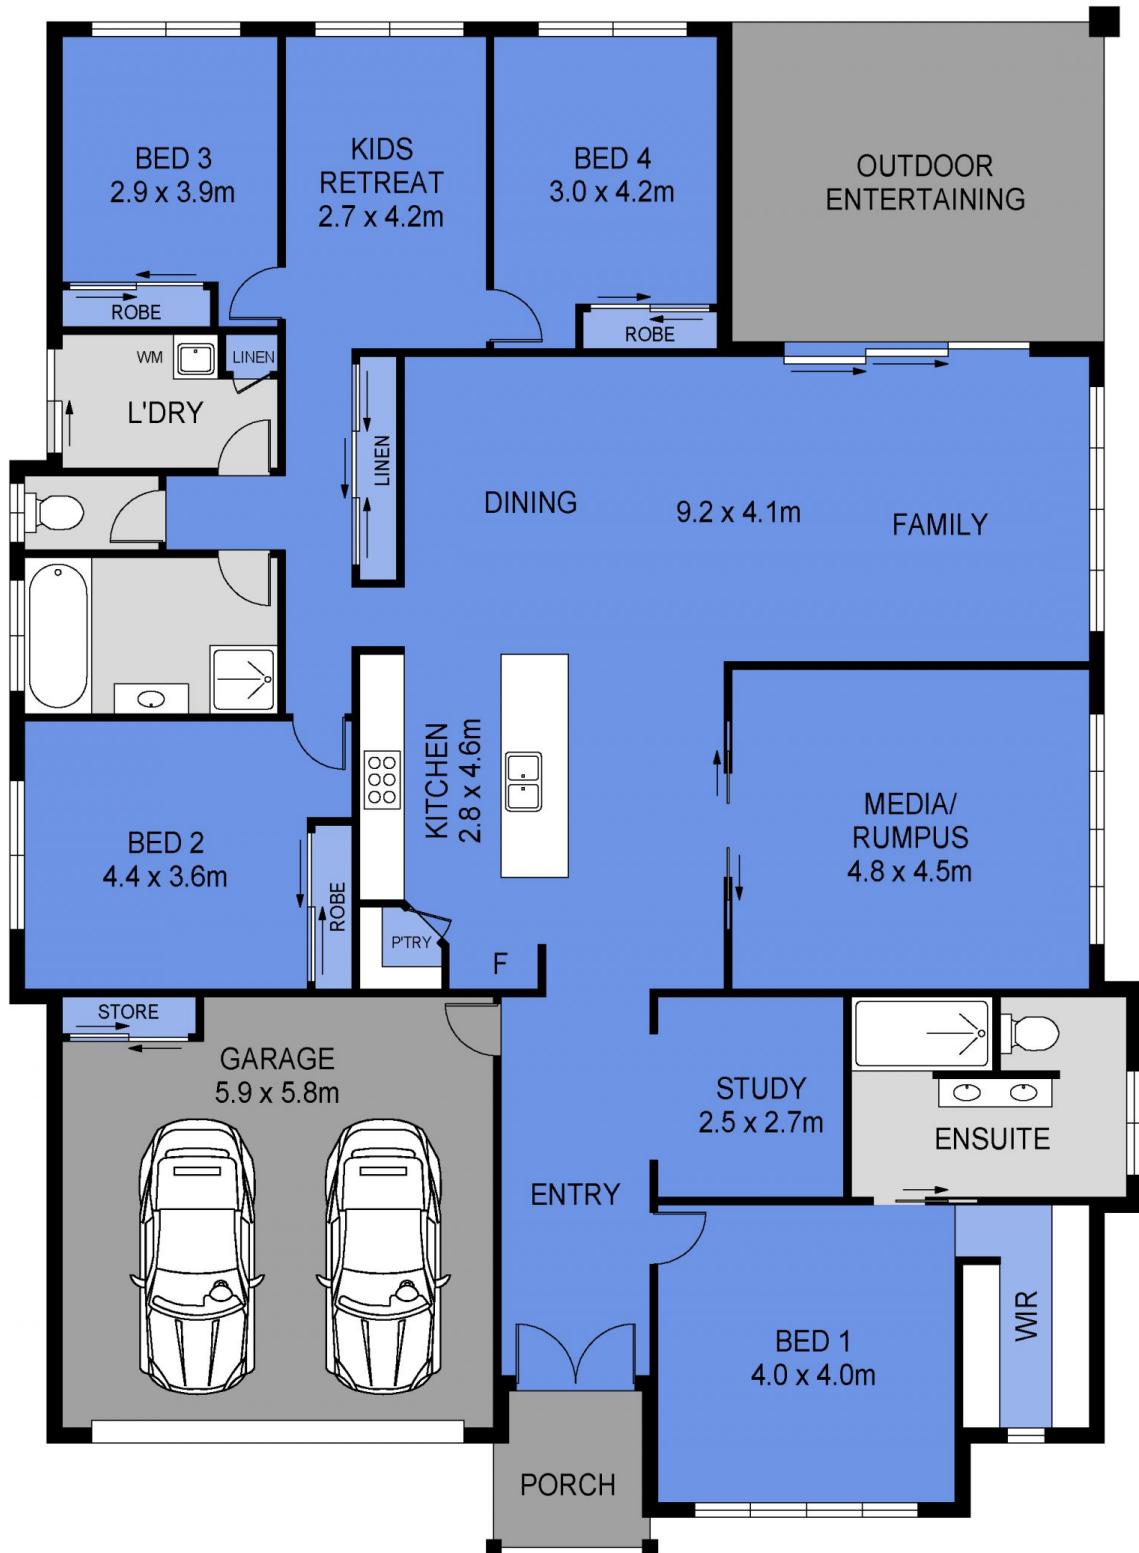 BED 3
2.9 x 3.9m
KIDS
RETREAT
2.7 x 4.2m
BED 4
3.0 x 4.2m
OUTDOOR
ENTERTAINING
ROBE
ROBE
WM
LINEN
L'DRY
LINEN
DINING
9.2 x 4.1m
FAMILY
KITCHEN
2.8 x 4.6m
MEDIA/
RUMPUS
4.8 x 4.5m
BED 2
4.4 x 3.6m
ROBE
P'TRY
F
STORE
GARAGE
5.9 x 5.8m
STUDY
2.5 x 2.7m
ENSUITE
ENTRY
WIR
BED 1
4.0 x 4.0m
PORCH